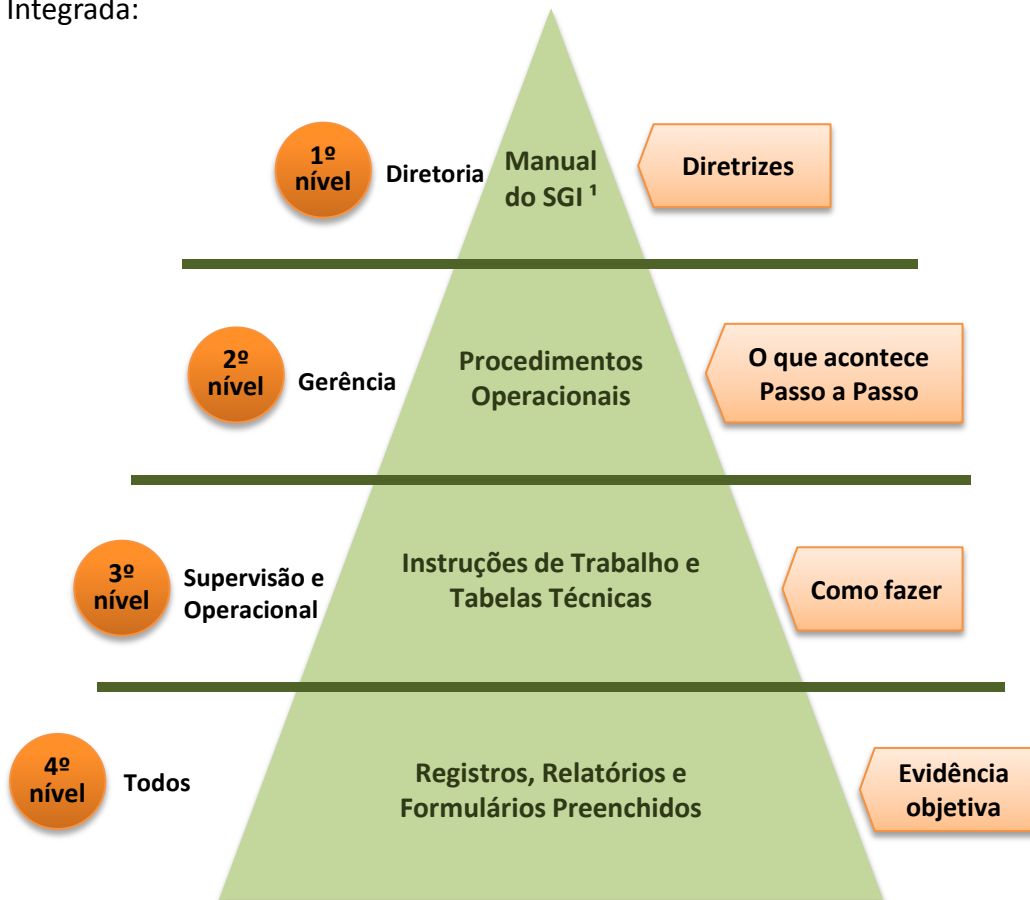 Integrada:
1º
nível
Diretoria
Manual
do SGI ¹
Diretrizes
2º
nível
Gerência
Procedimentos
Operacionais
O que acontece
Passo a Passo
3º
nível
Supervisão e
Operacional
Instruções de Trabalho e
Tabelas Técnicas
Como fazer
4º
nível
Todos
Registros, Relatórios e
Formulários Preenchidos
Evidência
objetiva